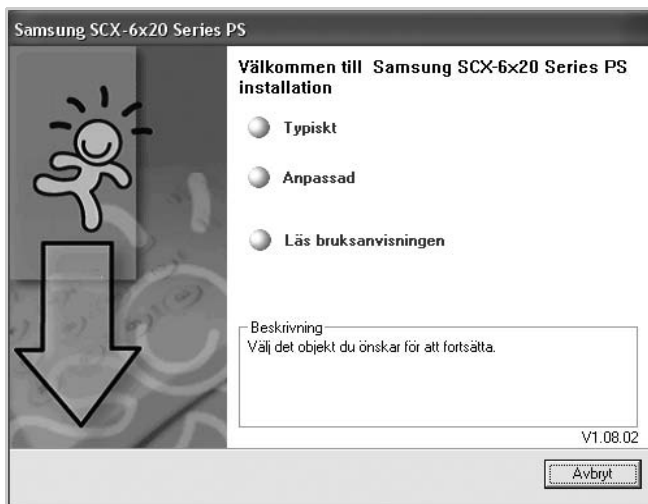 Samsung SCX-6x20 Series PS
Välkommen till Samsung SCX-6x20 Series PS
installation
Typiskt
Anpassad
Läs bruksanvisningen
Beskrivning
Välj det objekt du önskar för att fortsätta.
V1.08.02
Avbryt